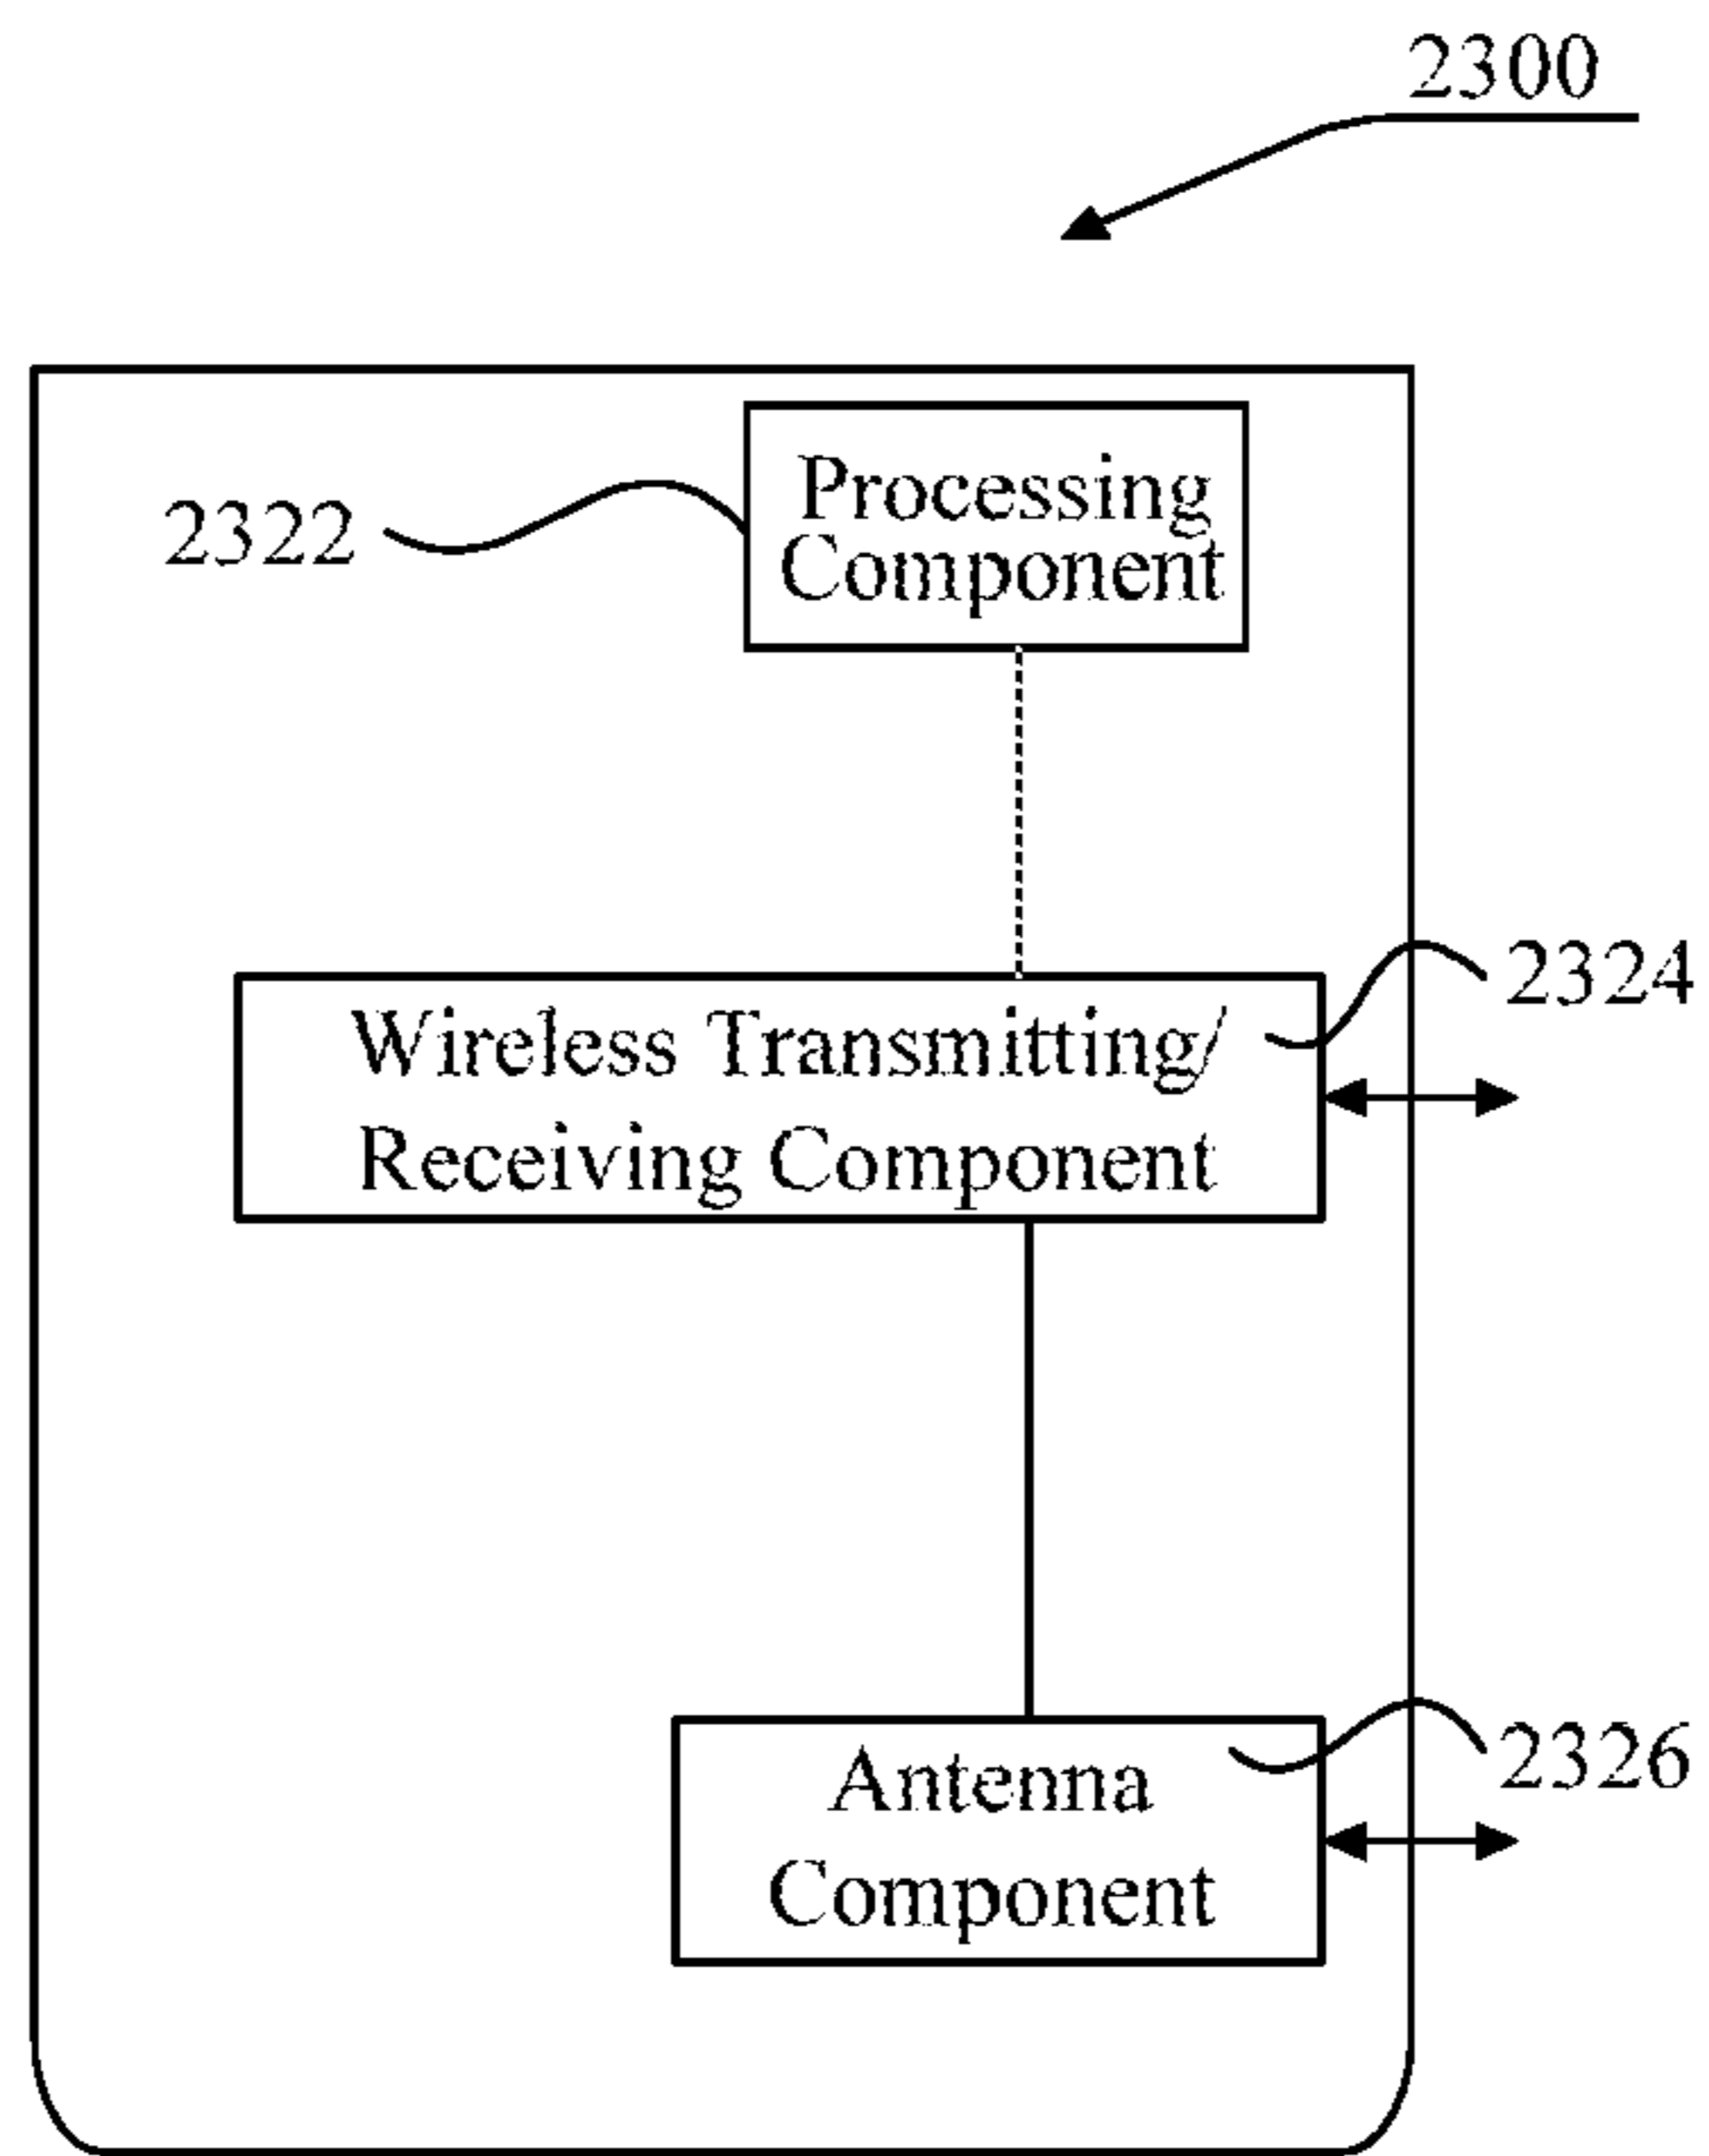 2300
Processing
Component
2322
Wireless Transmitting/
Receiving Component
2324
Antenna
Component
2326